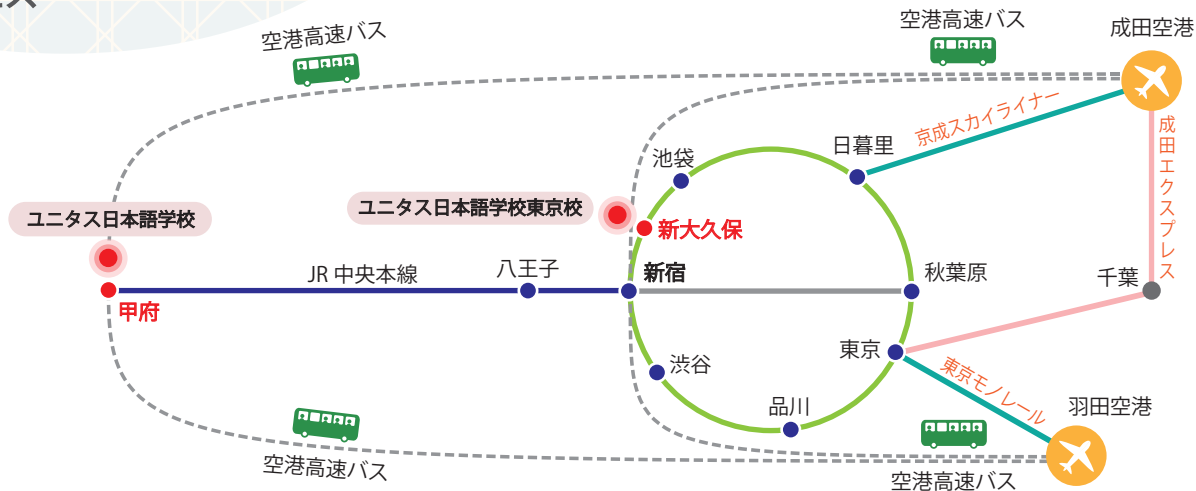 空港高速バス
空港高速バス
成田空港
京成スカイライナー
成田エクスプレス
日暮里
池袋
ユニタス日本語学校東京校
ユニタス日本語学校
新大久保
JR 中央本線
八王子
新宿
秋葉原
千葉
甲府
東京
渋谷
東京モノレール
品川
羽田空港
空港高速バス
空港高速バス